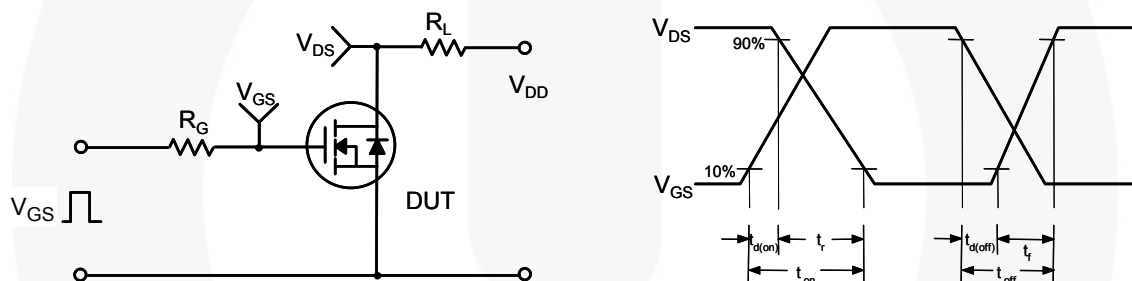 R_L
V_DS
V_DD
V_GS
R_G
DUT
V_GS
V_DS
90%
10%
V_GS
t_d(on)
t_r
t_on
t_d(off)
t_f
t_off